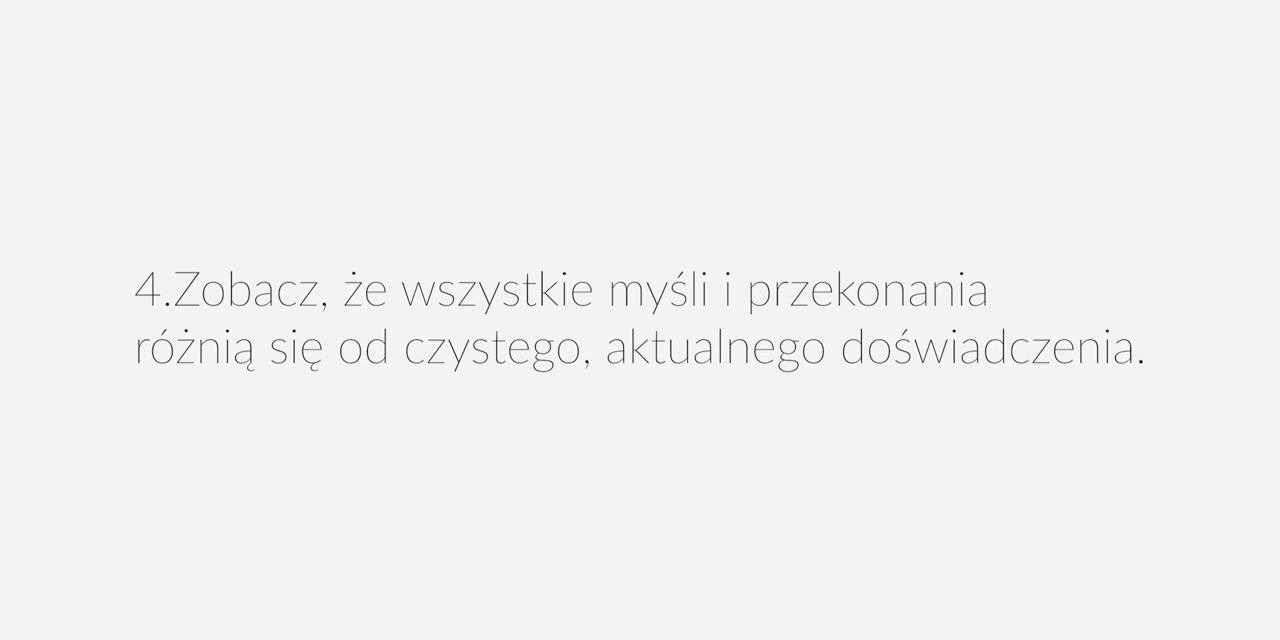 4.Zobacz, że wszystkie myśli i przekonania
różnią się od czystego, aktualnego doświadczenia.